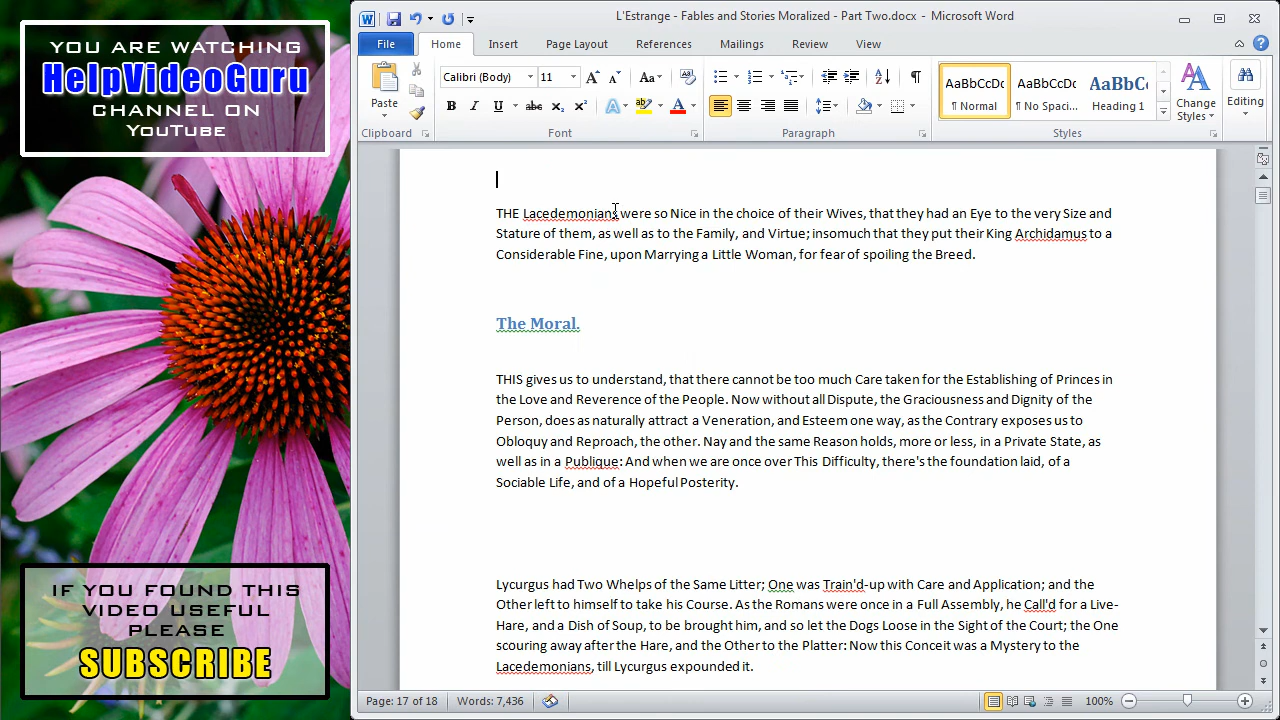 YOU ARE WATCHING
HelpVideoGuru
CHANNEL ON
YouTube
IF YOU FOUND THIS
VIDEO USEFUL
PLEASE
SUBSCRIBE
L'Estrange - Fables and Stories Moralized - Part Two.docx - Microsoft Word
File Home Insert Page Layout References Mailings Review View
Paste
Calibri (Body) 11
B I U abc x₂ x² A ab A
Aa
AaBbCcDc AaBbCcDc AaBbC
¶ Normal ¶ No Spaci... Heading 1
Change
Styles
Editing
Clipboard Font Paragraph Styles
THE Lacedemonians were so Nice in the choice of their Wives, that they had an Eye to the very Size and
Stature of them, as well as to the Family, and Virtue; insomuch that they put their King Archidamus to a
Considerable Fine, upon Marrying a Little Woman, for fear of spoiling the Breed.
The Moral.
THIS gives us to understand, that there cannot be too much Care taken for the Establishing of Princes in
the Love and Reverence of the People. Now without all Dispute, the Graciousness and Dignity of the
Person, does as naturally attract a Veneration, and Esteem one way, as the Contrary exposes us to
Obloquy and Reproach, the other. Nay and the same Reason holds, more or less, in a Private State, as
well as in a Publique: And when we are once over This Difficulty, there's the foundation laid, of a
Sociable Life, and of a Hopeful Posterity.
Lycurgus had Two Whelps of the Same Litter; One was Train'd-up with Care and Application; and the
Other left to himself to take his Course. As the Romans were once in a Full Assembly, he Call'd for a Live-
Hare, and a Dish of Soup, to be brought him, and so let the Dogs Loose in the Sight of the Court; the One
scouring away after the Hare, and the Other to the Platter: Now this Conceit was a Mystery to the
Lacedemonians, till Lycurgus expounded it.
Page: 17 of 18 Words: 7,436 100%